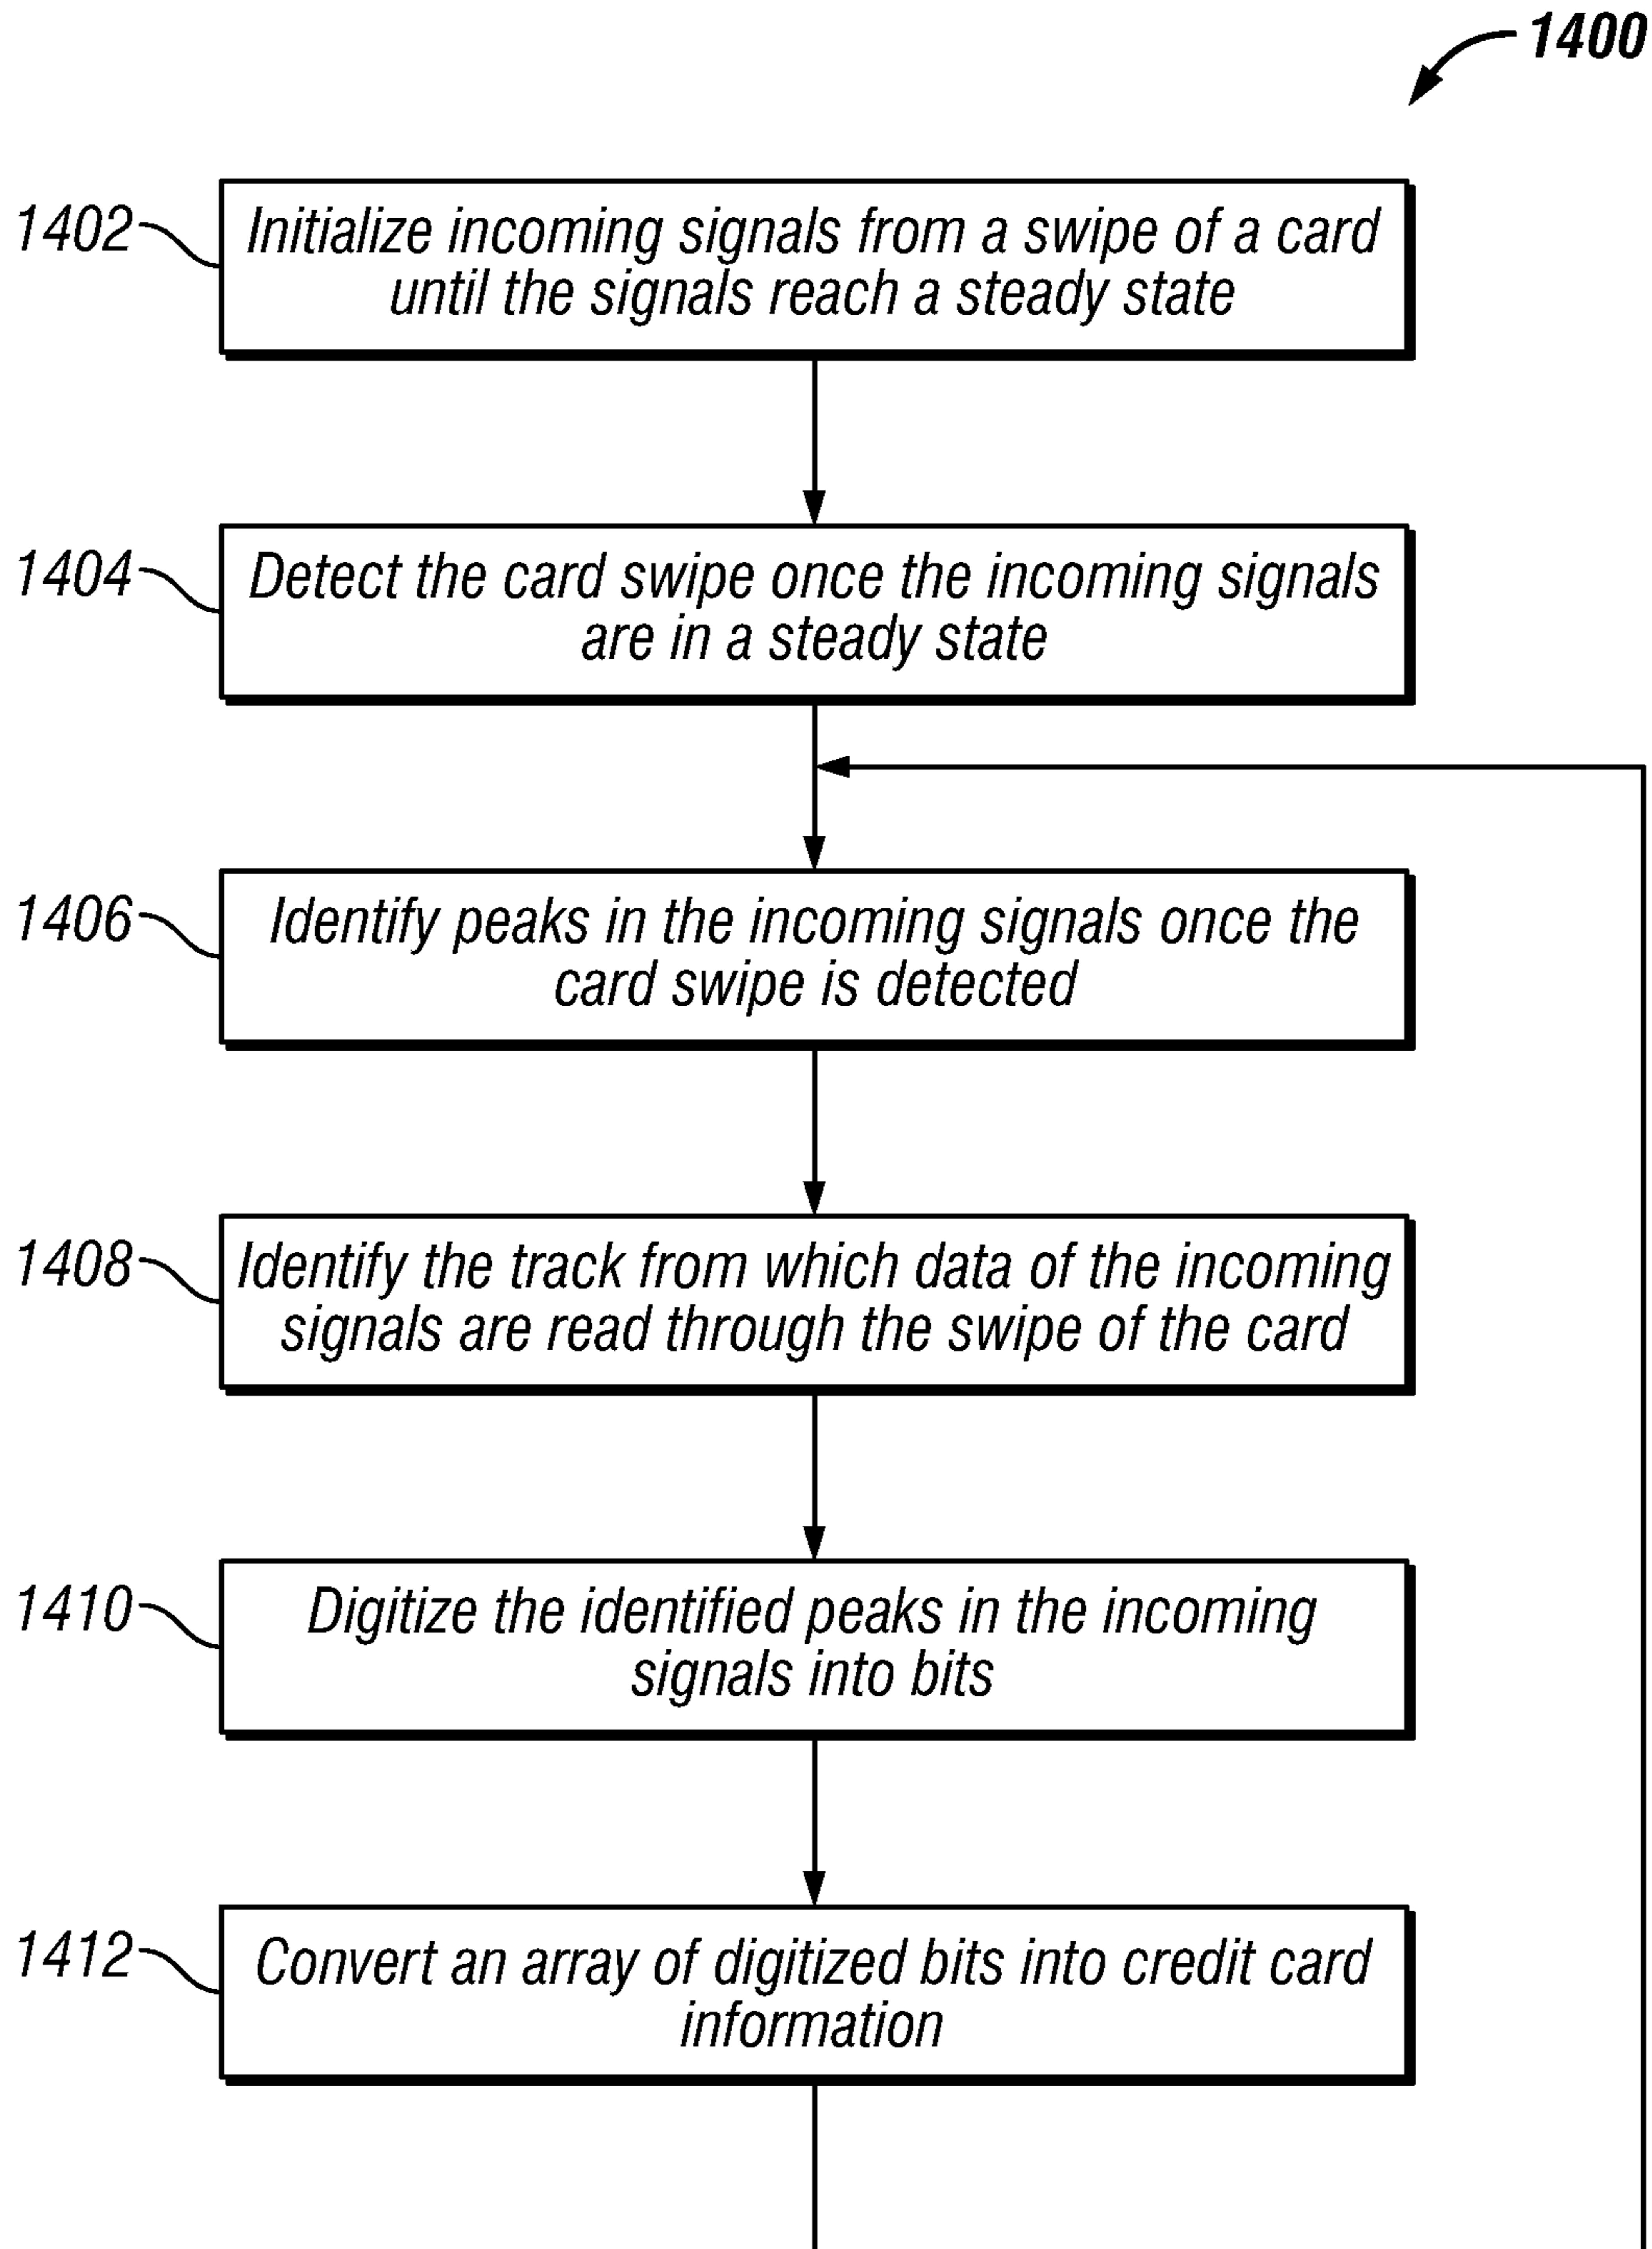 1400
1402
Initialize incoming signals from a swipe of a card
until the signals reach a steady state
1404
Detect the card swipe once the incoming signals
are in a steady state
1406
Identify peaks in the incoming signals once the
card swipe is detected
1408
Identify the track from which data of the incoming
signals are read through the swipe of the card
1410
Digitize the identified peaks in the incoming
signals into bits
1412
Convert an array of digitized bits into credit card
information